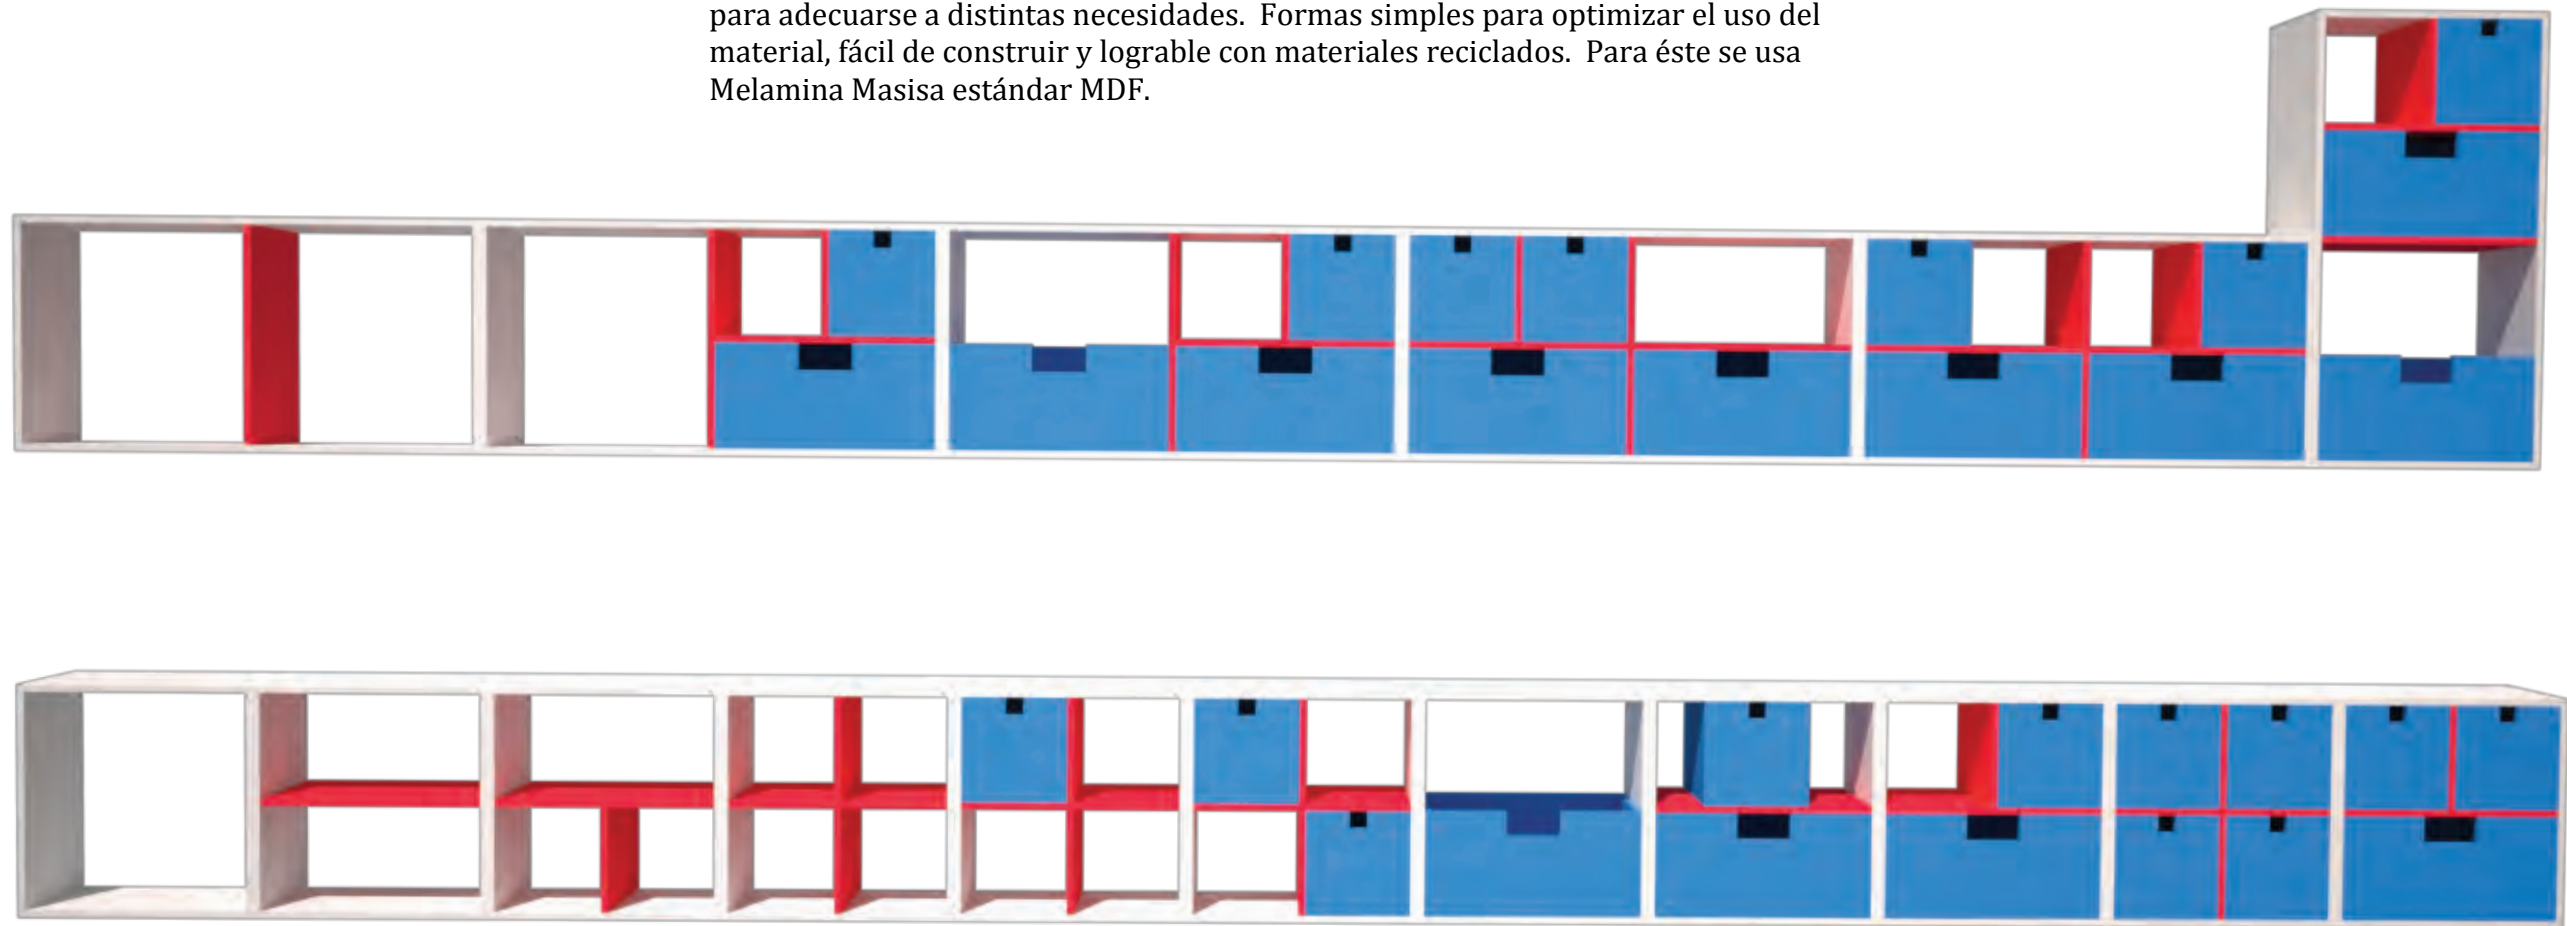 para adecuarse a distintas necesidades.  Formas simples para optimizar el uso del
material, fácil de construir y lograble con materiales reciclados.  Para éste se usa
Melamina Masisa estándar MDF.